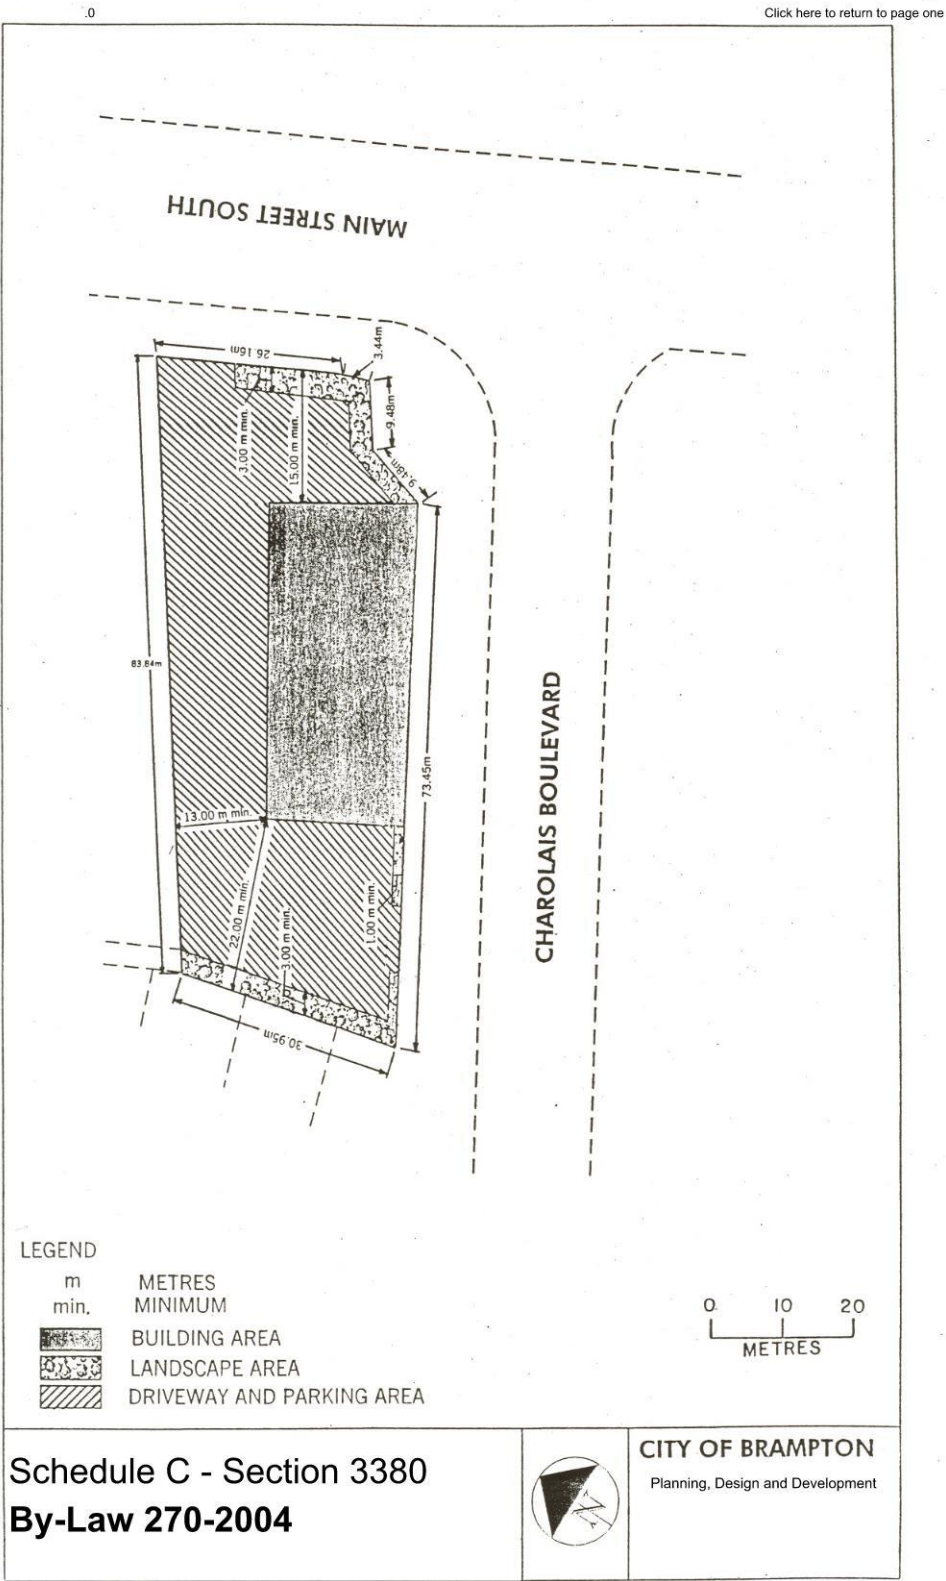 .0
Click here to return to page one
MAIN STREET SOUTH
26.16m
3.44m
3.00 m min.
15.00 m min.
9.48m
9.48m
83.84m
73.45m
CHAROLAIS BOULEVARD
13.00 m min.
22.00 m min.
3.00 m min.
1.00 m min.
30.95m
LEGEND
m METRES
min. MINIMUM
BUILDING AREA
LANDSCAPE AREA
DRIVEWAY AND PARKING AREA
0 10 20
METRES
Schedule C - Section 3380
By-Law 270-2004
N
CITY OF BRAMPTON
Planning, Design and Development